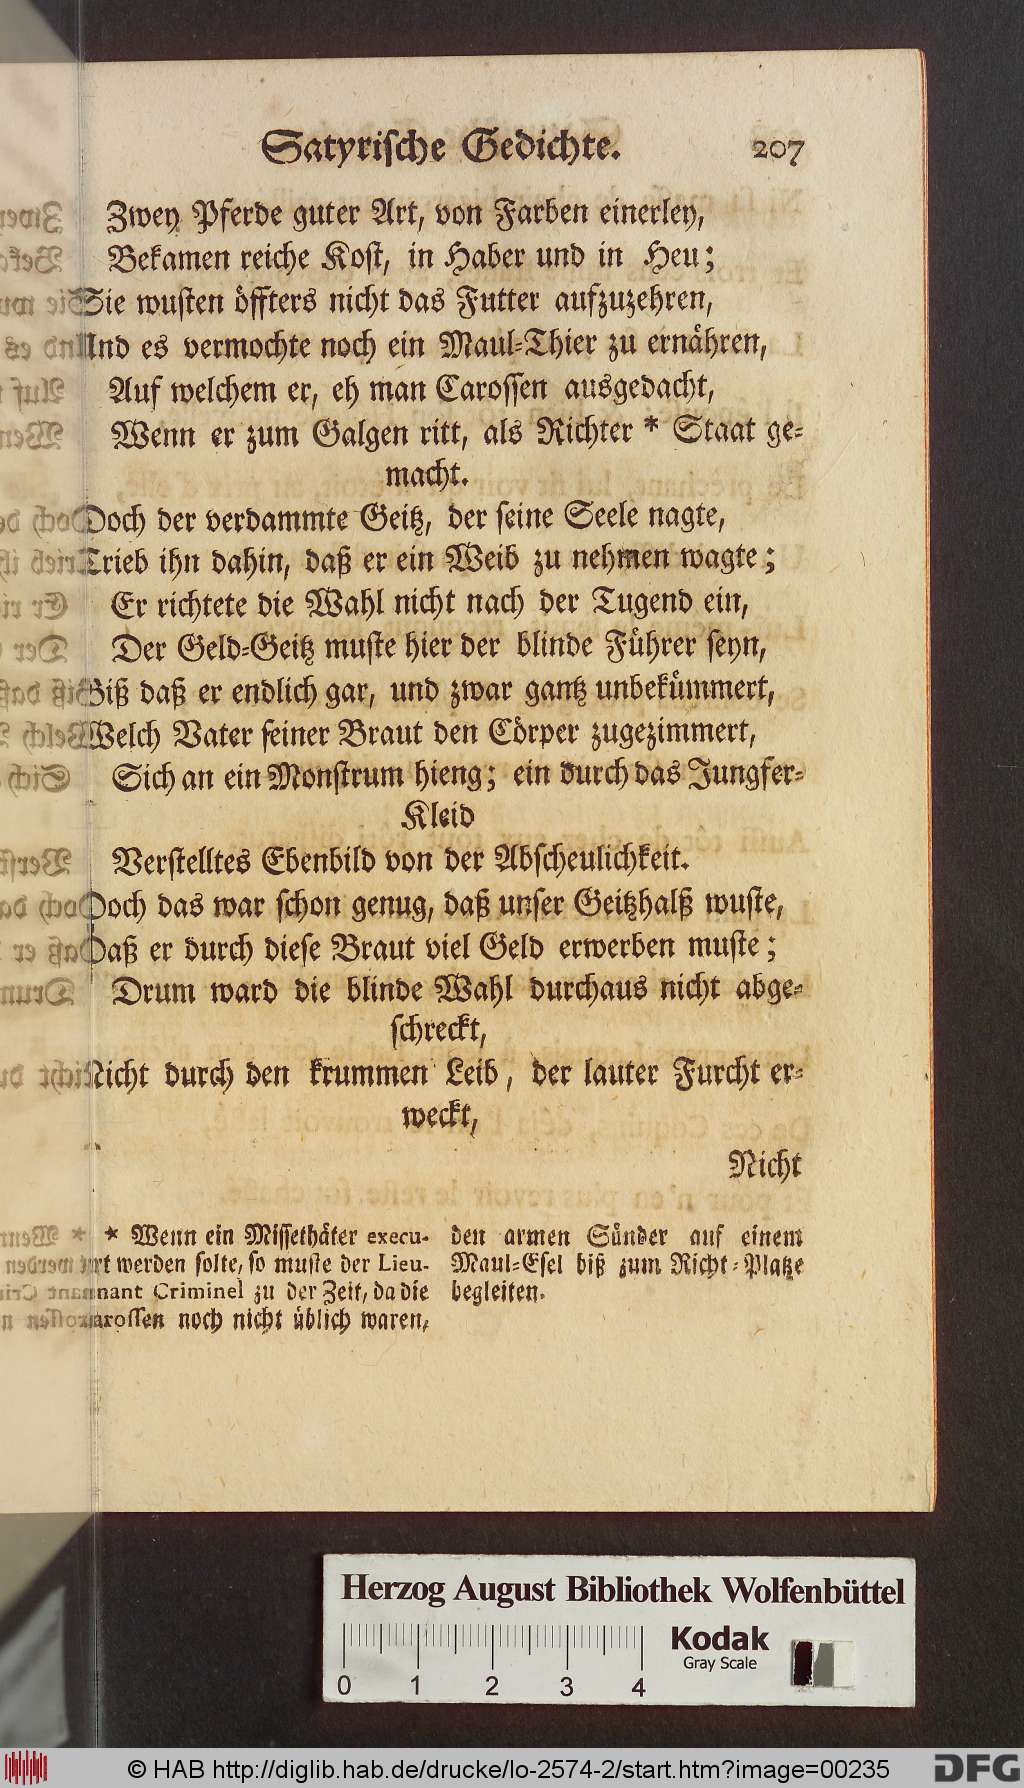 Satyrische Gedichte. 207
Zwey Pferde guter Art, von Farben einerley,
Bekamen reiche Kost, in Haber und in Heu;
Sie wusten öffters nicht das Futter aufzuzehren,
Und es vermochte noch ein Maul-Thier zu ernähren,
Auf welchem er, eh man Carossen ausgedacht,
Wenn er zum Galgen ritt, als Richter * Staat ge-
macht.
Doch der verdammte Geitz, der seine Seele nagte,
Trieb ihn dahin, daß er ein Weib zu nehmen wagte;
Er richtete die Wahl nicht nach der Tugend ein,
Der Geld-Geitz muste hier der blinde Führer seyn,
Biß daß er endlich gar, und zwar gantz unbekümmert,
Welch Vater seiner Braut den Cörper zugezimmert,
Sich an ein Monstrum hieng; ein durch das Jungfer-
Kleid
Verstelltes Ebenbild von der Abscheulichkeit.
Doch das war schon genug, daß unser Geitzhalß wuste,
Daß er durch diese Braut viel Geld erwerben muste;
Drum ward die blinde Wahl durchaus nicht abge-
schreckt,
Nicht durch den krummen Leib, der lauter Furcht er-
weckt,
Nicht
* Wenn ein Missethäter execu-
tirt werden solte, so muste der Lieu-
tenant Criminel zu der Zeit, da die
Carossen noch nicht üblich waren,
den armen Sünder auf einem
Maul-Esel biß zum Richt-Platze
begleiten.
Herzog August Bibliothek Wolfenbüttel
Kodak
Gray Scale
0 1 2 3 4
© HAB http://diglib.hab.de/drucke/lo-2574-2/start.htm?image=00235
DFG